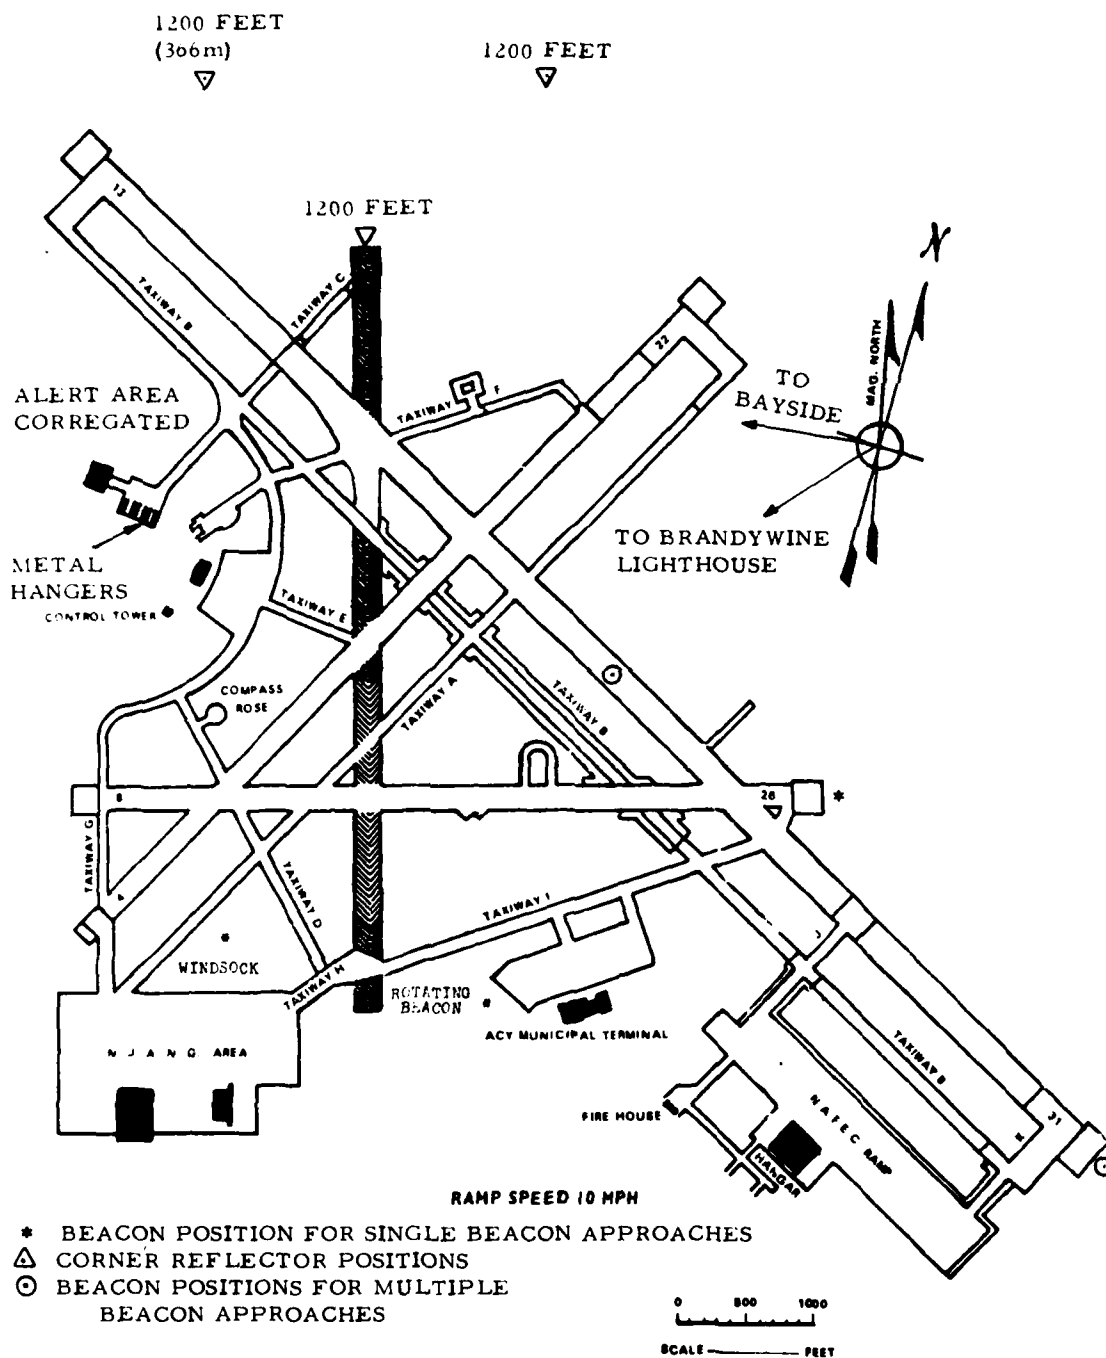 1200 FEET
(366m)
1200 FEET
1200 FEET
13
TAXIWAY B
TAXIWAY C
22
N
MAG. NORTH
TO
BAYSIDE
ALERT AREA
CORREGATED
TAXIWAY F
TO BRANDYWINE
LIGHTHOUSE
METAL
HANGERS
CONTROL TOWER
TAXIWAY E
COMPASS
ROSE
TAXIWAY A
TAXIWAY B
8
26
TAXIWAY G
4
TAXIWAY D
TAXIWAY I
J
WINDSOCK
TAXIWAY H
ROTATING
BEACON
ACY MUNICIPAL TERMINAL
N J A N G AREA
TAXIWAY B
FIRE HOUSE
N A F E C RAMP
K
31
HANGAR
RAMP SPEED 10 MPH
* BEACON POSITION FOR SINGLE BEACON APPROACHES
CORNER REFLECTOR POSITIONS
BEACON POSITIONS FOR MULTIPLE
BEACON APPROACHES
0 500 1000
SCALE FEET